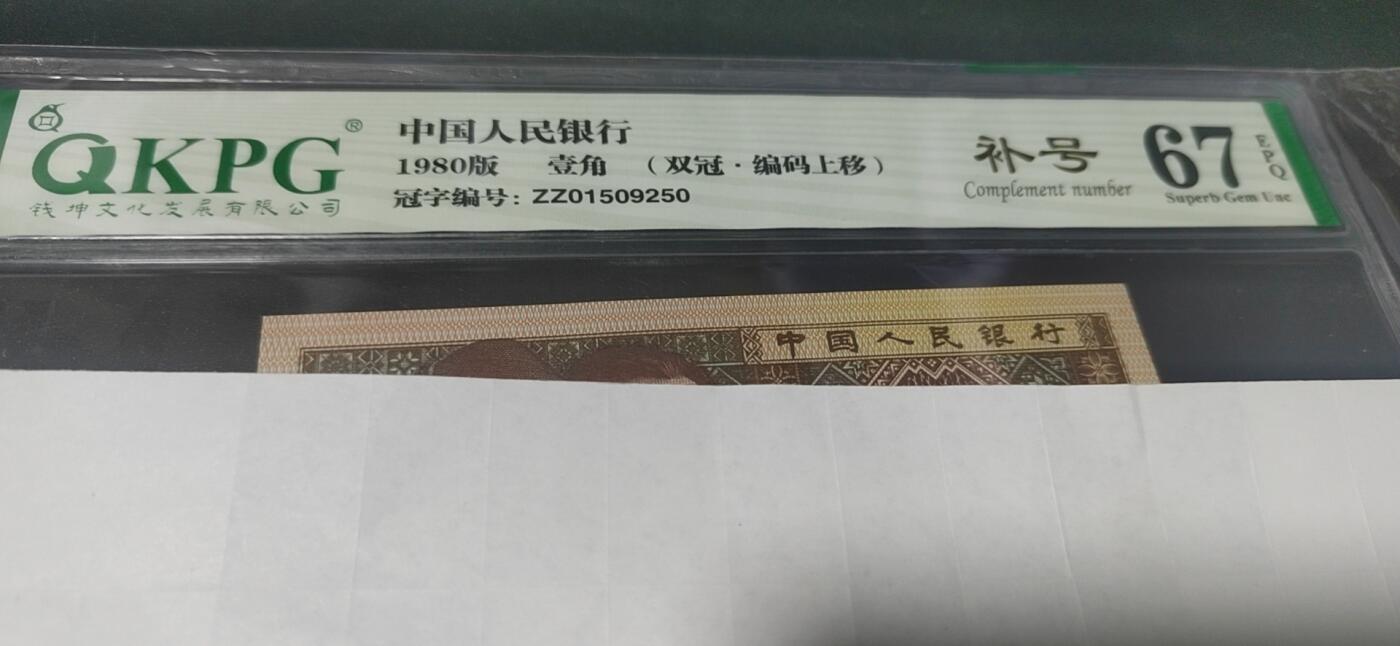 QKPG®
钱坤文化发展有限公司
中国人民银行
1980版 壹角 （双冠·编码上移）
冠字编号：ZZ01509250
补号
Complement number
67
EPQ
Superb Gem Unc
中国人民银行